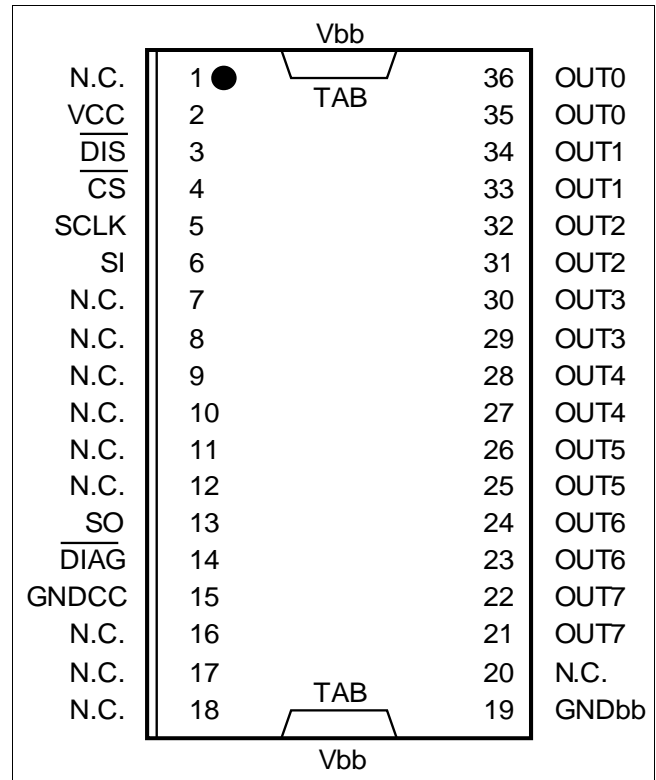 Vbb
N.C. 1 TAB 36 OUT0
VCC 2 35 OUT0
DIS 3 34 OUT1
CS 4 33 OUT1
SCLK 5 32 OUT2
SI 6 31 OUT2
N.C. 7 30 OUT3
N.C. 8 29 OUT3
N.C. 9 28 OUT4
N.C. 10 27 OUT4
N.C. 11 26 OUT5
N.C. 12 25 OUT5
SO 13 24 OUT6
DIAG 14 23 OUT6
GNDCC 15 22 OUT7
N.C. 16 21 OUT7
N.C. 17 20 N.C.
N.C. 18 TAB 19 GNDbb
Vbb